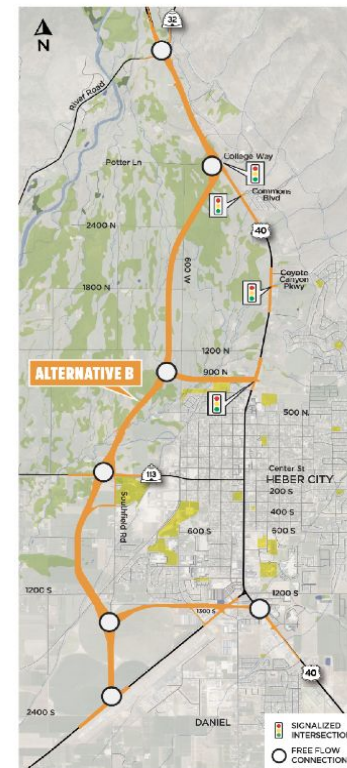 N
32
River Road
Potter Ln
College Way
Commons
Blvd
2400 N
600 W
40
Coyote
Canyon
Pkwy
1800 N
1200 N
900 N
ALTERNATIVE B
500 N.
Center St
113
HEBER CITY
200 S
400 S
Southfield Rd
600 S
600 S
1200 S
1200 S
1300 S
40
2400 S
DANIEL
SIGNALIZED
INTERSECTION
FREE FLOW
CONNECTION